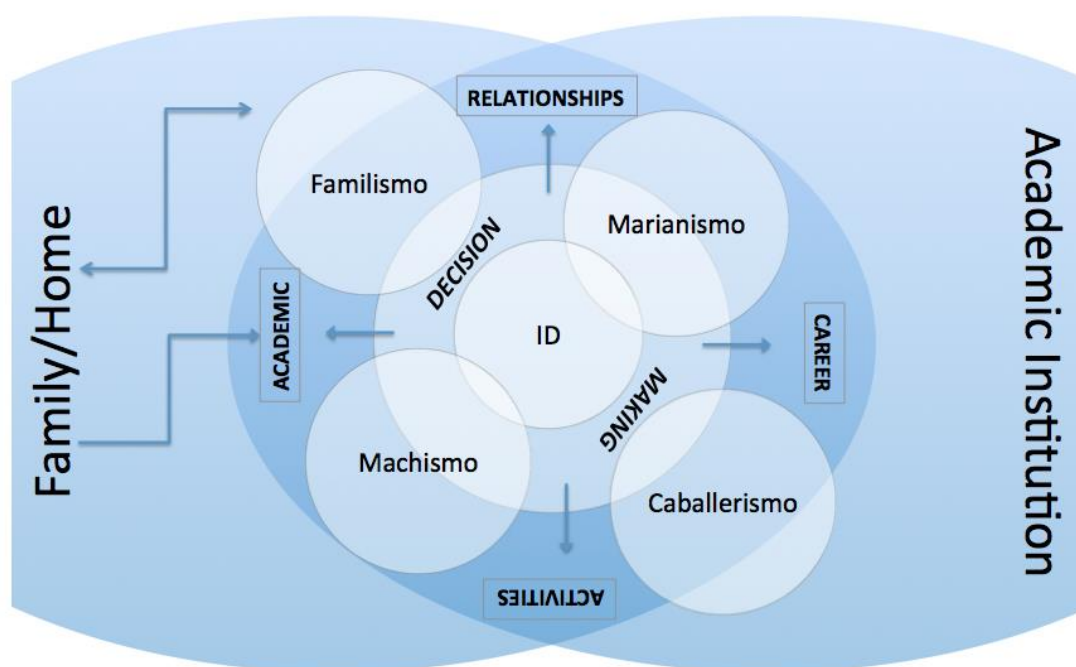 RELATIONSHIPS
Familismo
Marianismo
DECISION
Family/Home
ACADEMIC
ID
CAREER
Academic Institution
MAKING
Machismo
Caballerismo
ACTIVITIES